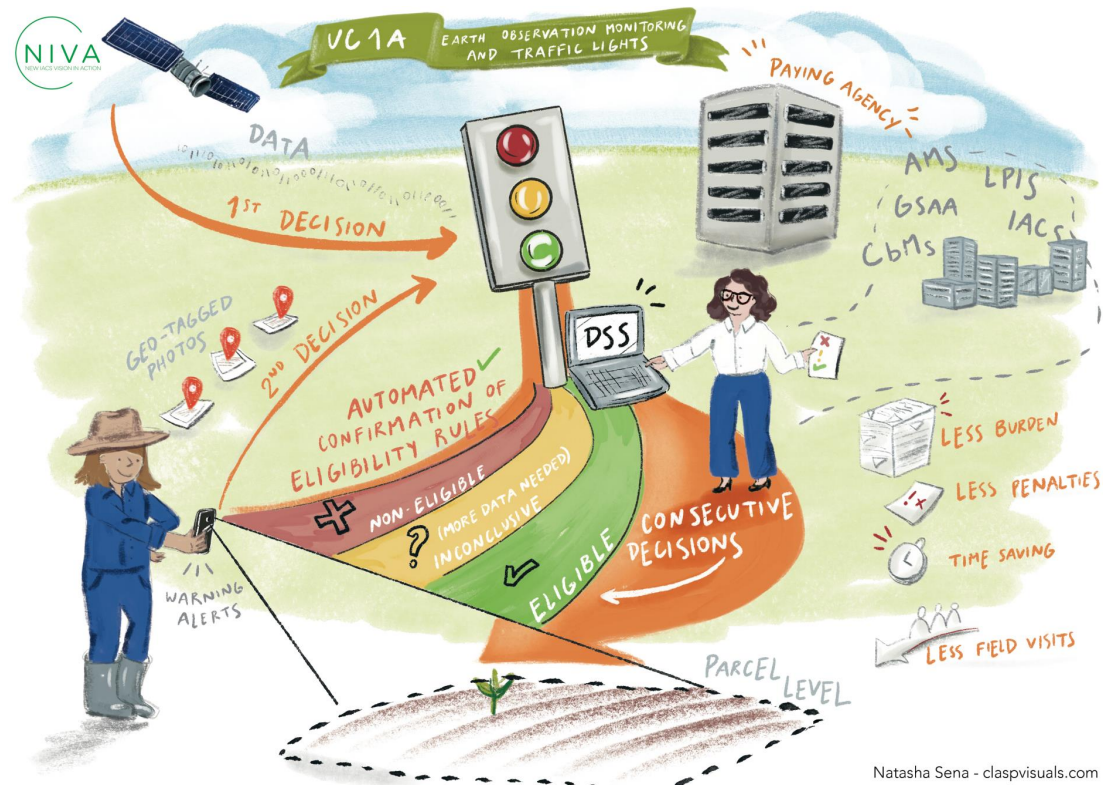 NIVA
NEW IACS VISION IN ACTION
UC1A
EARTH OBSERVATION MONITORING
AND TRAFFIC LIGHTS
PAYING AGENCY
DATA
1ST DECISION
AMS
LPIS
GSAA
IACS
CbMs
GEO-TAGGED
PHOTOS
2ND DECISION
DSS
AUTOMATED
CONFIRMATION OF
ELIGIBILITY RULES
NON-ELIGIBLE
? (MORE DATA NEEDED)
INCONCLUSIVE
ELIGIBLE
CONSECUTIVE
DECISIONS
WARNING
ALERTS
LESS BURDEN
LESS PENALTIES
TIME SAVING
LESS FIELD VISITS
PARCEL
LEVEL
Natasha Sena - claspvisuals.com